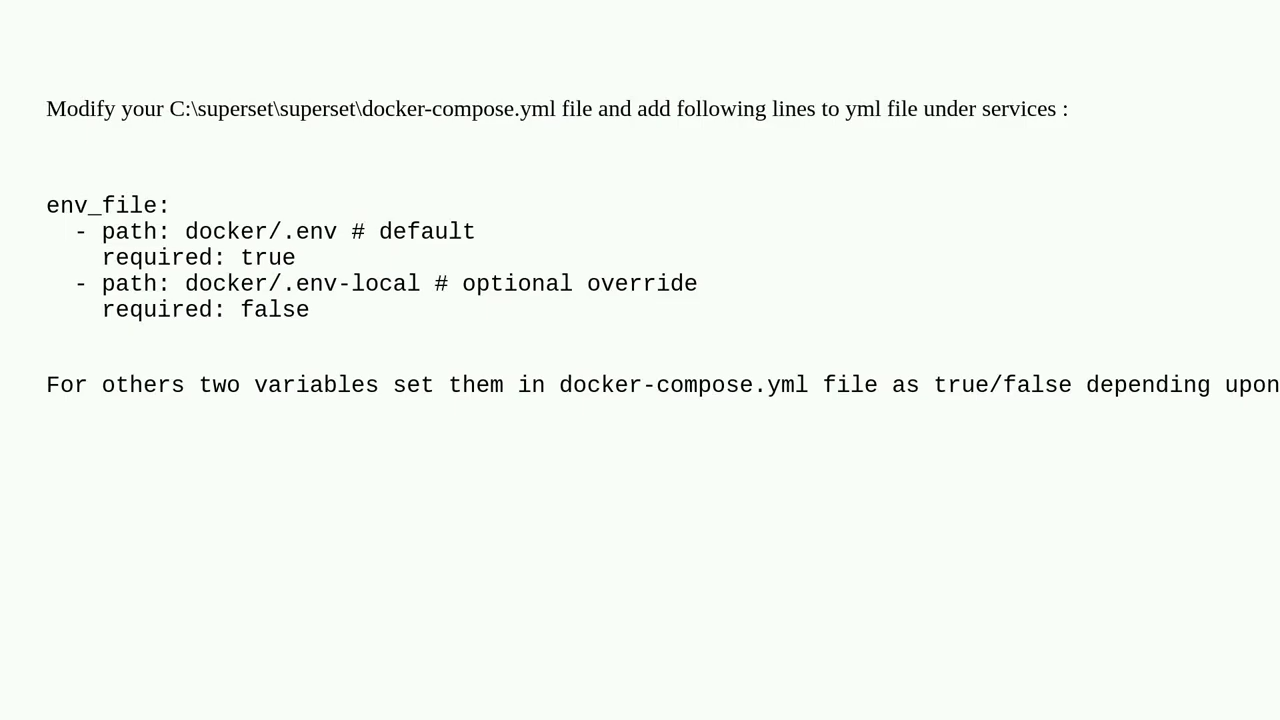 Modify your C:\superset\superset\docker-compose.yml file and add following lines to yml file under services :
env_file:
  - path: docker/.env # default
    required: true
  - path: docker/.env-local # optional override
    required: false
For others two variables set them in docker-compose.yml file as true/false depending upon